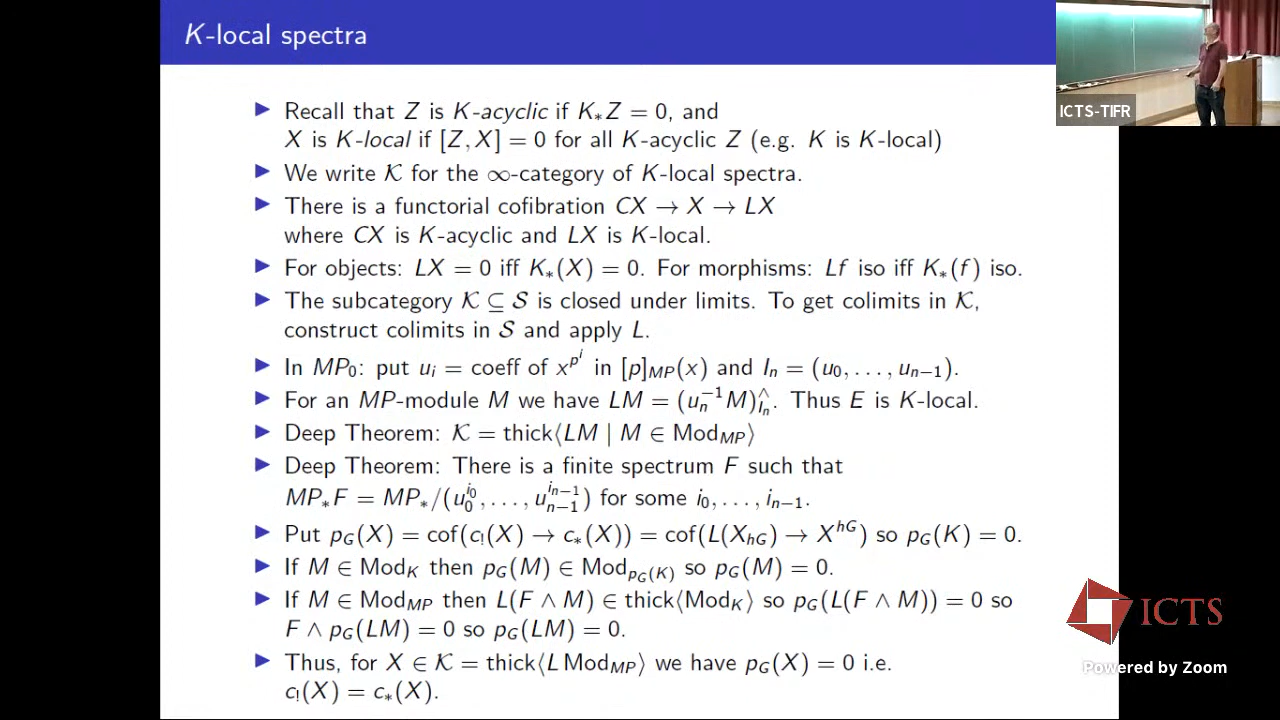 K-local spectra
▶ Recall that Z is K-acyclic if K_*Z = 0, and
X is K-local if [Z, X] = 0 for all K-acyclic Z (e.g. K is K-local)
▶ We write 𝒦 for the ∞-category of K-local spectra.
▶ There is a functorial cofibration CX → X → LX
where CX is K-acyclic and LX is K-local.
▶ For objects: LX = 0 iff K_*(X) = 0. For morphisms: Lf iso iff K_*(f) iso.
▶ The subcategory 𝒦 ⊆ 𝒮 is closed under limits. To get colimits in 𝒦,
construct colimits in 𝒮 and apply L.
▶ In MP_0: put u_i = coeff of x^{p^i} in [p]_{MP}(x) and I_n = (u_0, . . . , u_{n−1}).
▶ For an MP-module M we have LM = (u_n^{−1}M)^∧_{I_n}. Thus E is K-local.
▶ Deep Theorem: 𝒦 = thick⟨LM | M ∈ Mod_{MP}⟩
▶ Deep Theorem: There is a finite spectrum F such that
MP_*F = MP_*/(u_0^{i_0}, . . . , u_{n−1}^{i_{n−1}}) for some i_0, . . . , i_{n−1}.
▶ Put p_G(X) = cof(c_!(X) → c_*(X)) = cof(L(X_{hG}) → X^{hG}) so p_G(K) = 0.
▶ If M ∈ Mod_K then p_G(M) ∈ Mod_{p_G(K)} so p_G(M) = 0.
▶ If M ∈ Mod_{MP} then L(F ∧ M) ∈ thick⟨Mod_K⟩ so p_G(L(F ∧ M)) = 0 so
F ∧ p_G(LM) = 0 so p_G(LM) = 0.
▶ Thus, for X ∈ 𝒦 = thick⟨L Mod_{MP}⟩ we have p_G(X) = 0 i.e.
c_!(X) = c_*(X).
ICTS-TIFR
ICTS
Powered by Zoom